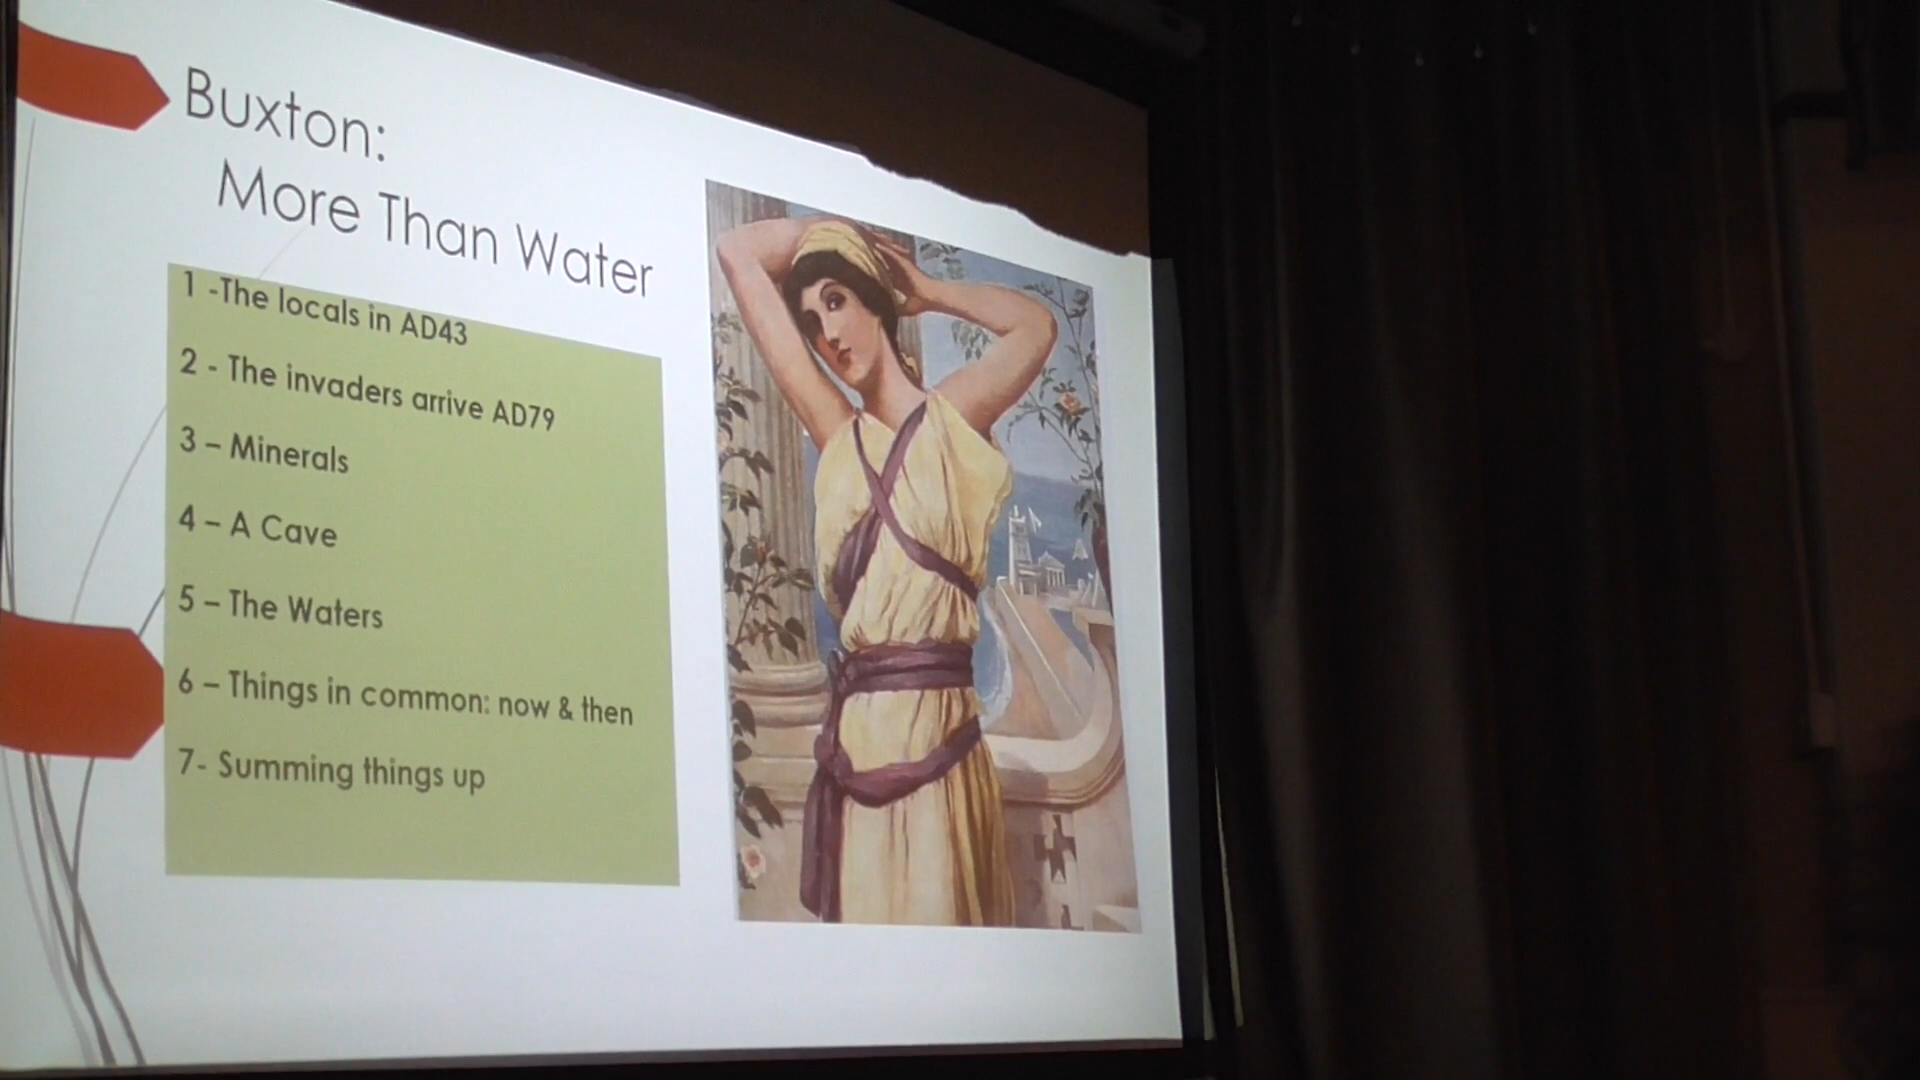 Buxton:
More Than Water
1 -The locals in AD43
2 - The invaders arrive AD79
3 – Minerals
4 – A Cave
5 – The Waters
6 – Things in common: now & then
7- Summing things up